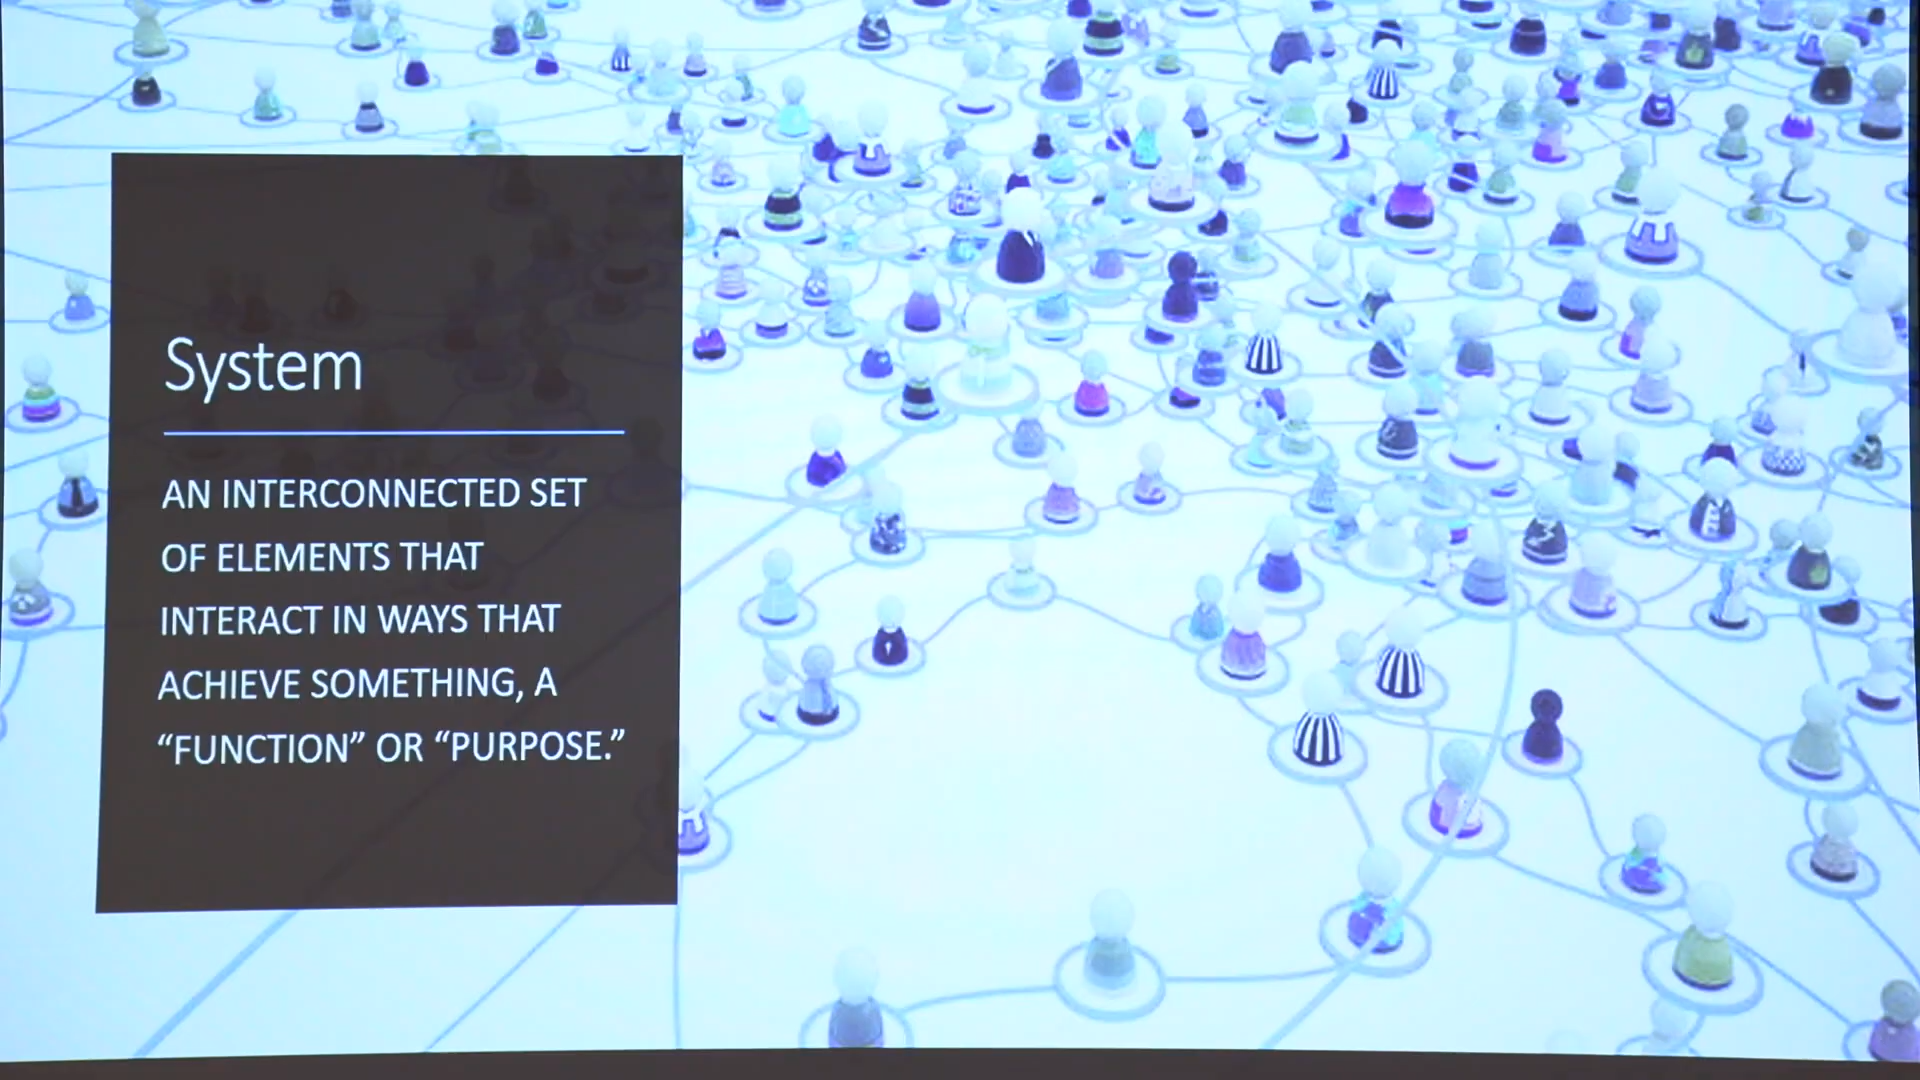 System
AN INTERCONNECTED SET
OF ELEMENTS THAT
INTERACT IN WAYS THAT
ACHIEVE SOMETHING, A
“FUNCTION” OR “PURPOSE.”